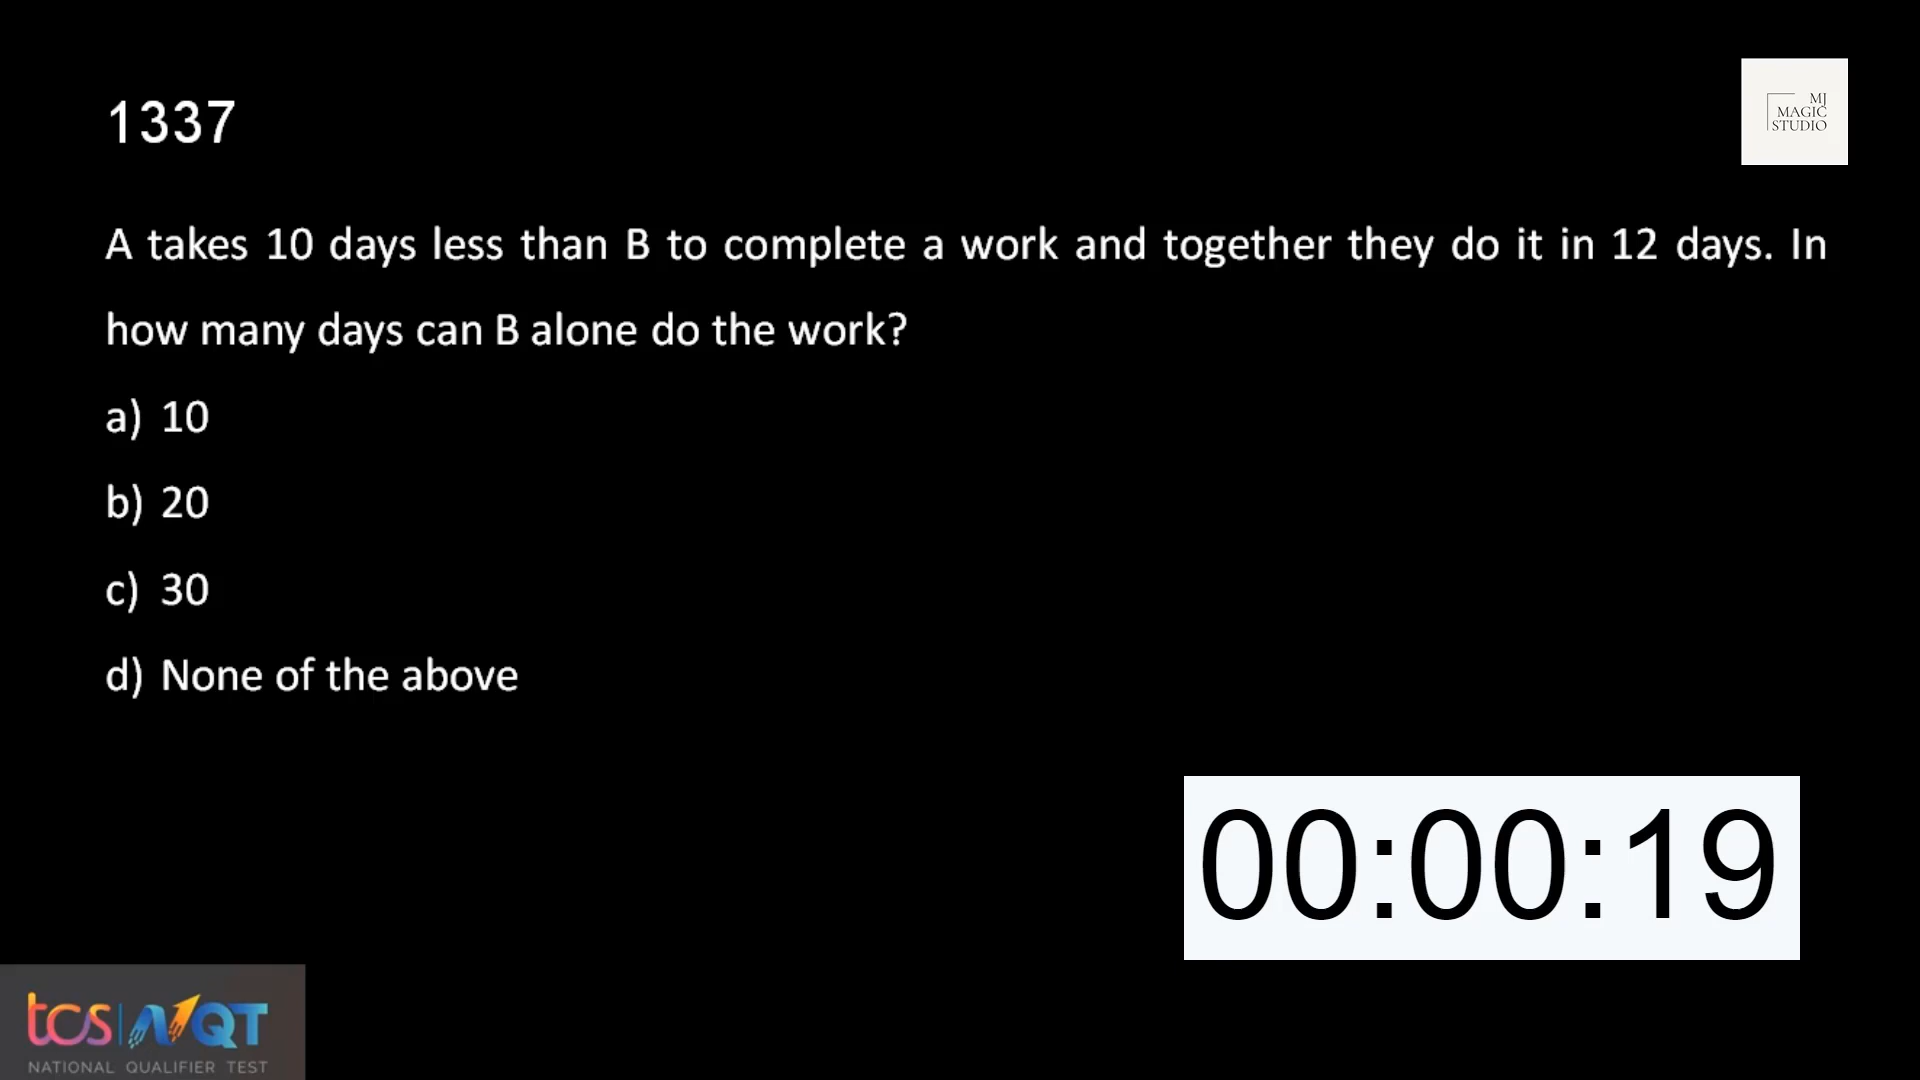 1337
MJ
MAGIC
STUDIO
A takes 10 days less than B to complete a work and together they do it in 12 days. In
how many days can B alone do the work?
a) 10
b) 20
c) 30
d) None of the above
00:00:19
tcs NQT
NATIONAL QUALIFIER TEST